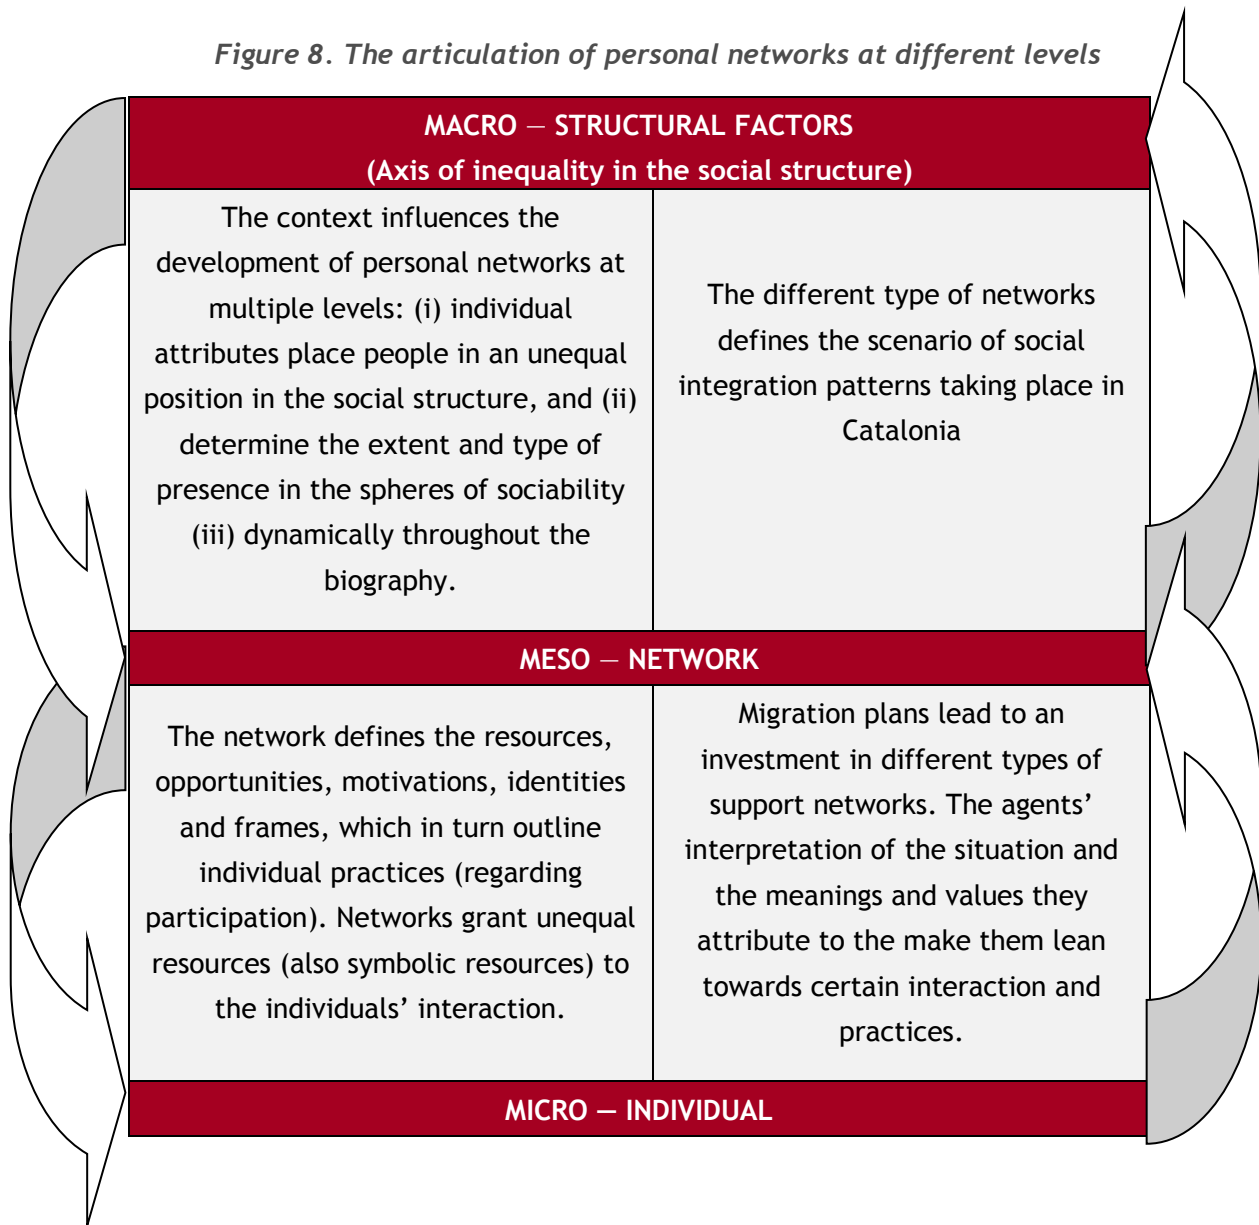 Figure 8. The articulation of personal networks at different levels
MACRO — STRUCTURAL FACTORS
(Axis of inequality in the social structure)
The context influences the
development of personal networks at
multiple levels: (i) individual
attributes place people in an unequal
position in the social structure, and (ii)
determine the extent and type of
presence in the spheres of sociability
(iii) dynamically throughout the
biography.
The different type of networks
defines the scenario of social
integration patterns taking place in
Catalonia
MESO — NETWORK
The network defines the resources,
opportunities, motivations, identities
and frames, which in turn outline
individual practices (regarding
participation). Networks grant unequal
resources (also symbolic resources) to
the individuals’ interaction.
Migration plans lead to an
investment in different types of
support networks. The agents’
interpretation of the situation and
the meanings and values they
attribute to the make them lean
towards certain interaction and
practices.
MICRO — INDIVIDUAL